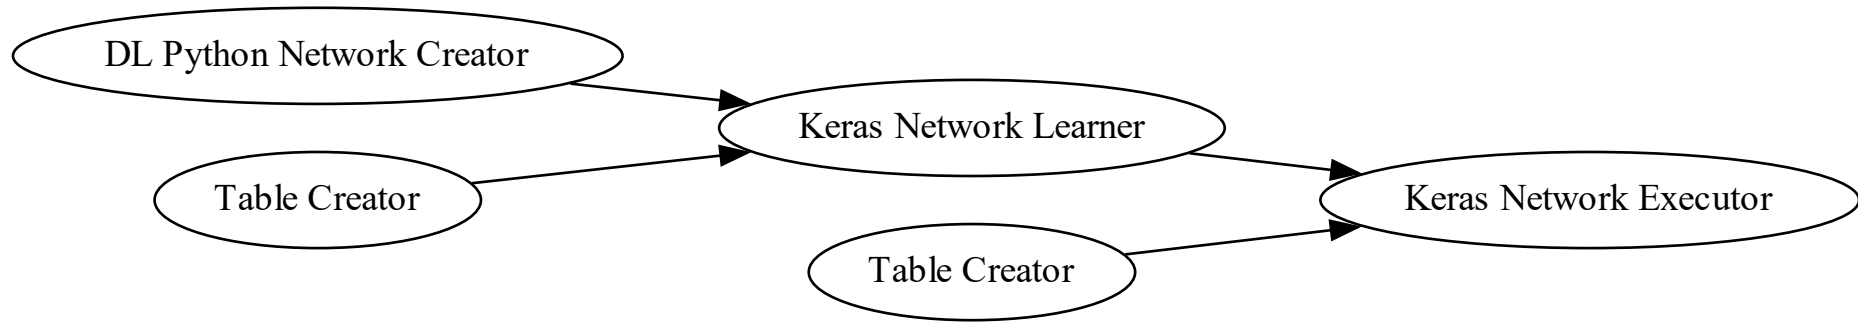 DL Python Network Creator
Keras Network Learner
Table Creator
Keras Network Executor
Table Creator